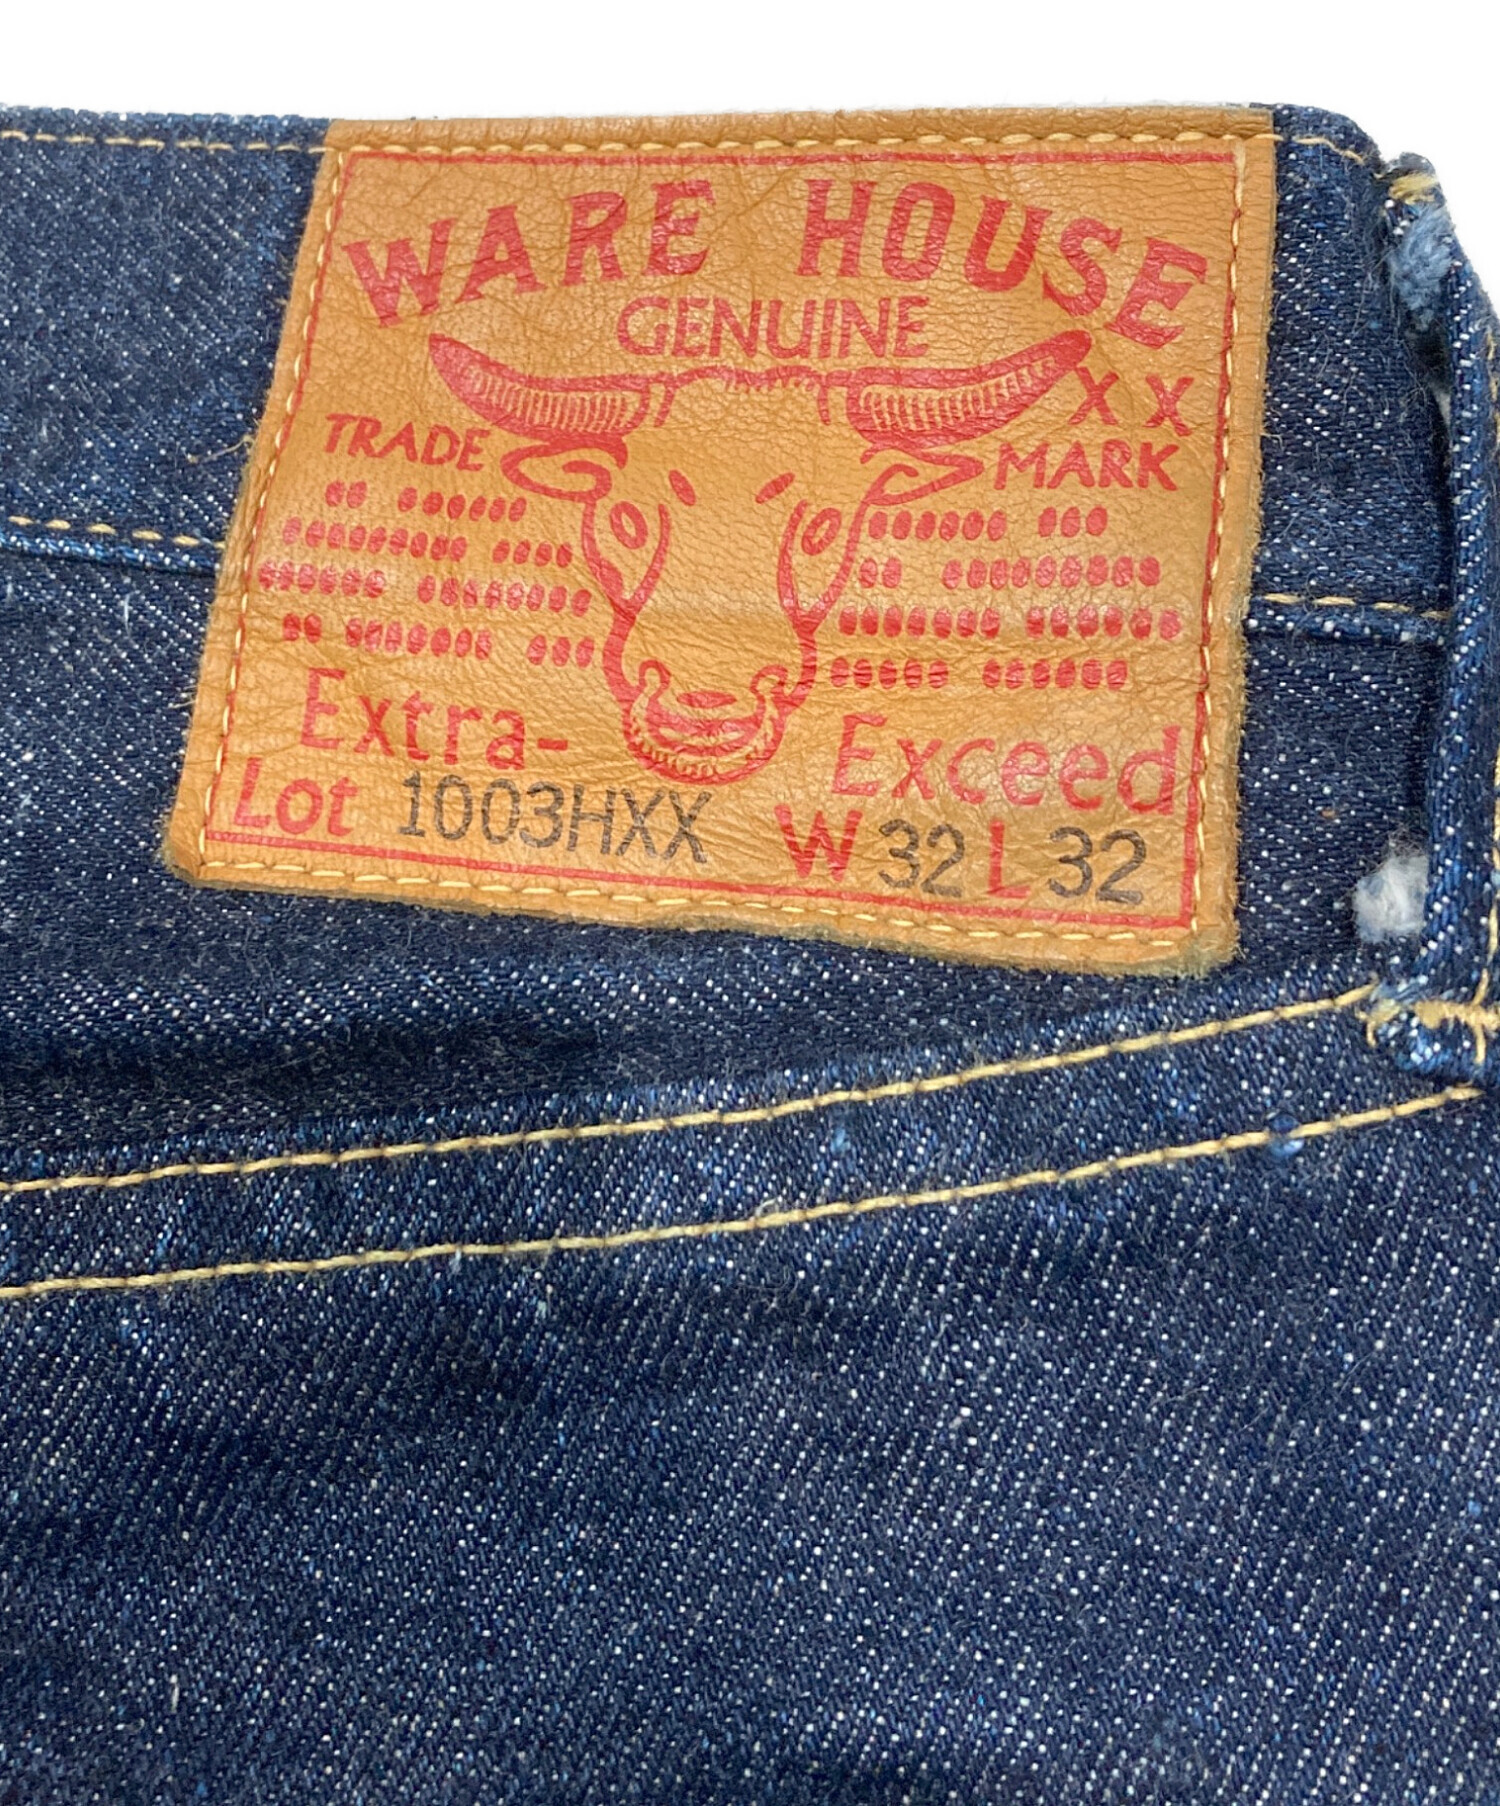 WARE HOUSE
GENUINE
XX
TRADE MARK
Extra- Exceed
Lot 1003HXX W 32 L 32